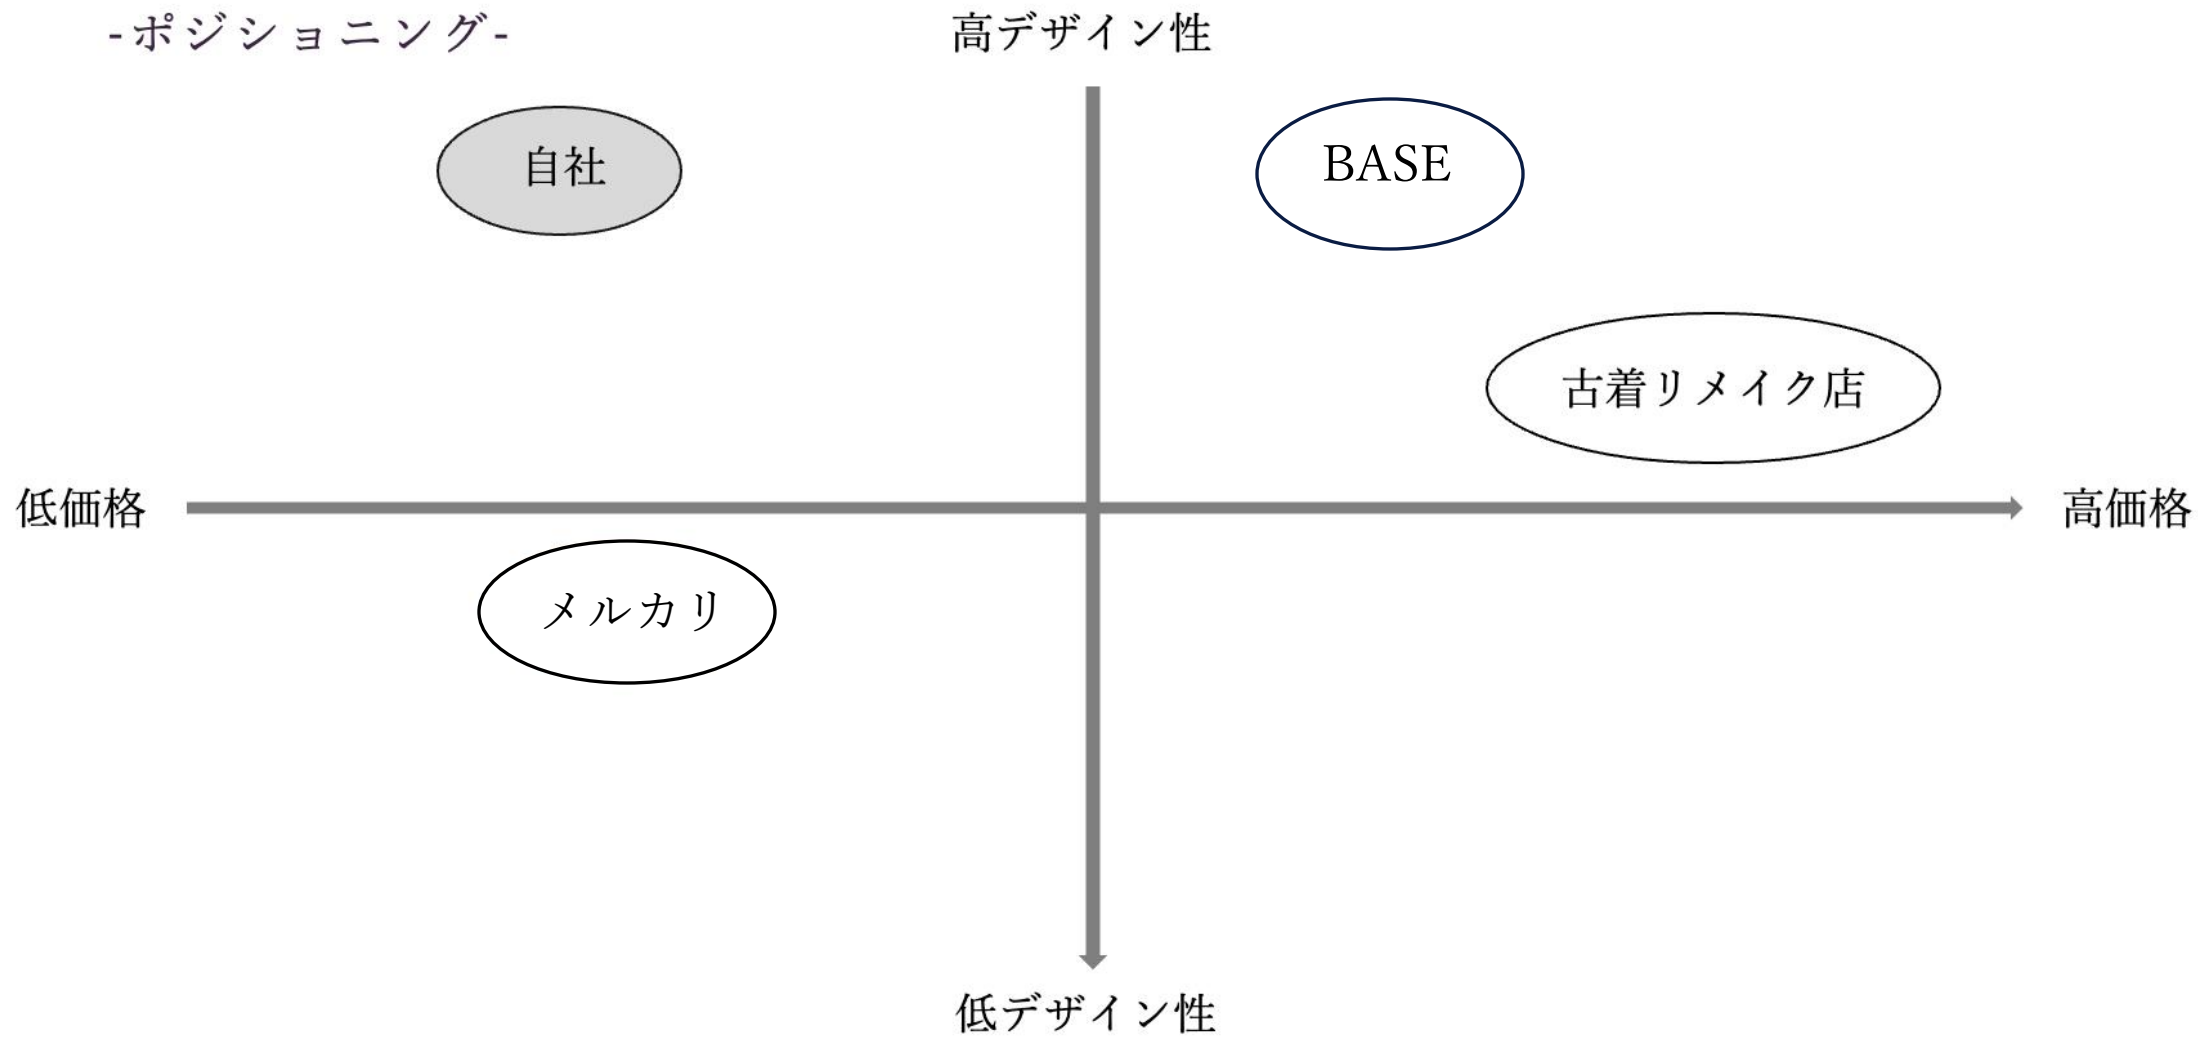 -ポジショニング-
高デザイン性
自社
BASE
古着リメイク店
低価格
高価格
メルカリ
低デザイン性